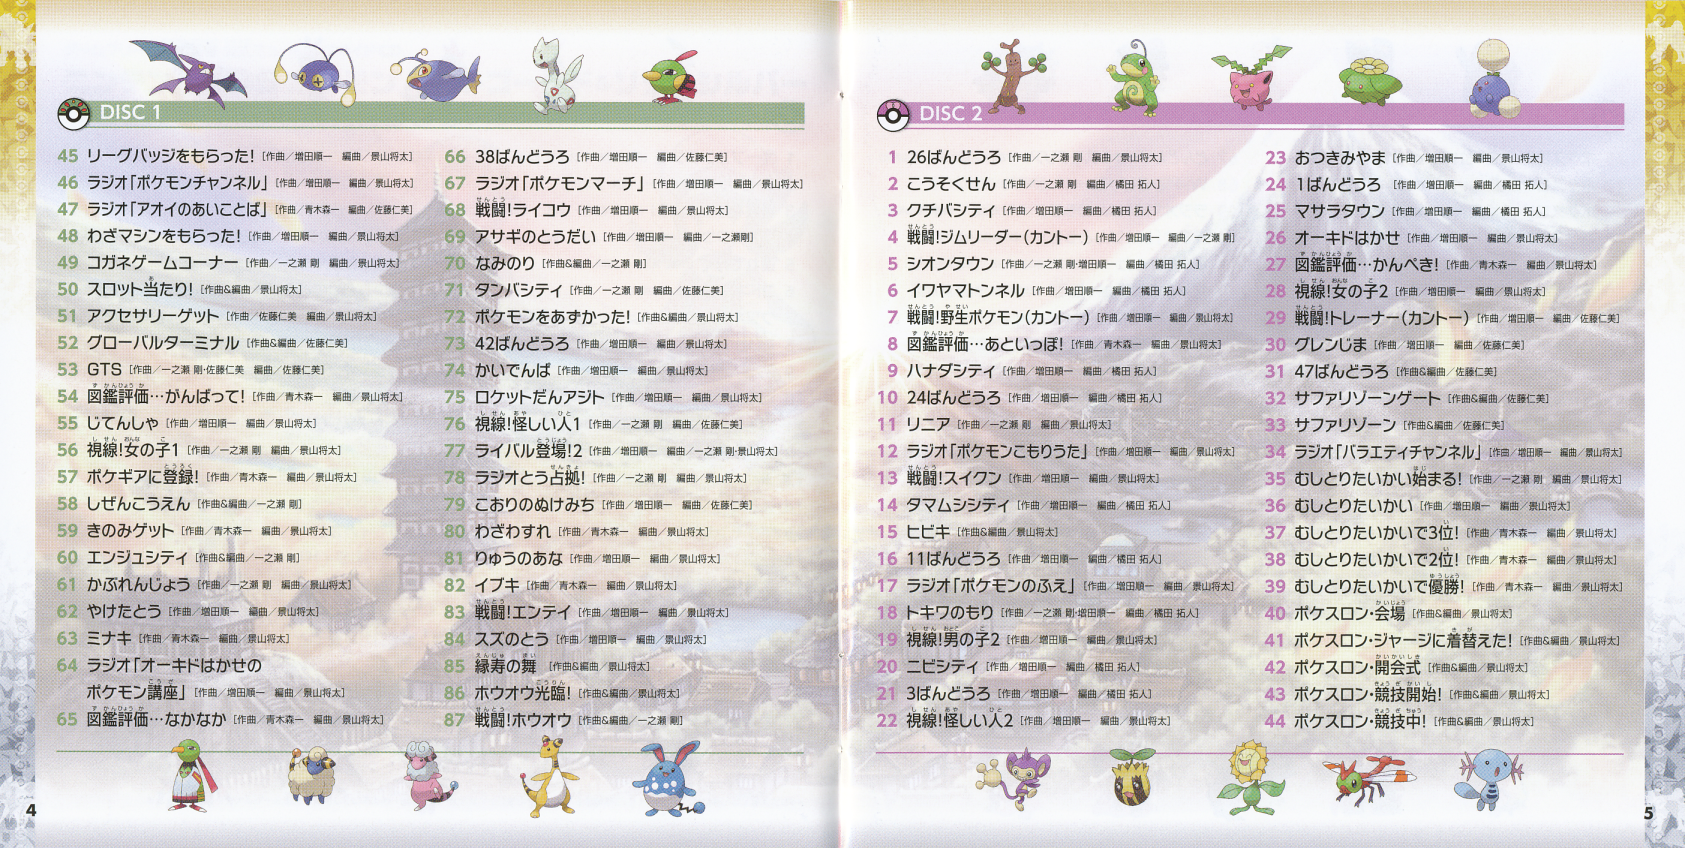 DISC 1
45 リーグバッジをもらった! [作曲/増田順一 編曲/景山将太]
46 ラジオ「ポケモンチャンネル」 [作曲/増田順一 編曲/景山将太]
47 ラジオ「アオイのあいことば」 [作曲/青木森一 編曲/佐藤仁美]
48 わざマシンをもらった! [作曲/増田順一 編曲/景山将太]
49 コガネゲームコーナー [作曲/一之瀬 剛 編曲/景山将太]
50 スロット当たり! [作曲&編曲/景山将太]
51 アクセサリーゲット [作曲/佐藤仁美 編曲/景山将太]
52 グローバルターミナル [作曲&編曲/佐藤仁美]
53 GTS [作曲/一之瀬 剛・佐藤仁美 編曲/佐藤仁美]
54 図鑑評価…がんばって! [作曲/青木森一 編曲/景山将太]
55 じてんしゃ [作曲/増田順一 編曲/景山将太]
56 視線!女の子1 [作曲/一之瀬 剛 編曲/景山将太]
57 ポケギアに登録! [作曲/青木森一 編曲/景山将太]
58 しぜんこうえん [作曲&編曲/一之瀬 剛]
59 きのみゲット [作曲/青木森一 編曲/景山将太]
60 エンジュシティ [作曲&編曲/一之瀬 剛]
61 かぶれんじょう [作曲/一之瀬 剛 編曲/景山将太]
62 やけたとう [作曲/増田順一 編曲/景山将太]
63 ミナキ [作曲/青木森一 編曲/景山将太]
64 ラジオ「オーキドはかせの
ポケモン講座」 [作曲/増田順一 編曲/景山将太]
65 図鑑評価…なかなか [作曲/青木森一 編曲/景山将太]
66 38ばんどうろ [作曲/増田順一 編曲/佐藤仁美]
67 ラジオ「ポケモンマーチ」 [作曲/増田順一 編曲/景山将太]
68 戦闘!ライコウ [作曲/増田順一 編曲/景山将太]
69 アサギのとうだい [作曲/増田順一 編曲/一之瀬剛]
70 なみのり [作曲&編曲/一之瀬 剛]
71 タンバシティ [作曲/一之瀬 剛 編曲/佐藤仁美]
72 ポケモンをあずかった! [作曲&編曲/景山将太]
73 42ばんどうろ [作曲/増田順一 編曲/景山将太]
74 かいでんぱ [作曲/増田順一 編曲/景山将太]
75 ロケットだんアジト [作曲/増田順一 編曲/景山将太]
76 視線!怪しい人1 [作曲/一之瀬 剛 編曲/佐藤仁美]
77 ライバル登場!2 [作曲/増田順一 編曲/一之瀬 剛・景山将太]
78 ラジオとう占拠! [作曲/一之瀬 剛 編曲/景山将太]
79 こおりのぬけみち [作曲/増田順一 編曲/佐藤仁美]
80 わざわすれ [作曲/青木森一 編曲/景山将太]
81 りゅうのあな [作曲/増田順一 編曲/景山将太]
82 イブキ [作曲/青木森一 編曲/景山将太]
83 戦闘!エンテイ [作曲/増田順一 編曲/景山将太]
84 スズのとう [作曲/増田順一 編曲/景山将太]
85 縁寿の舞 [作曲&編曲/景山将太]
86 ホウオウ光臨! [作曲&編曲/景山将太]
87 戦闘!ホウオウ [作曲&編曲/一之瀬 剛]
4
DISC 2
1 26ばんどうろ [作曲/一之瀬 剛 編曲/景山将太]
2 こうそくせん [作曲/一之瀬 剛 編曲/橘田 拓人]
3 クチバシティ [作曲/増田順一 編曲/橘田 拓人]
4 戦闘!ジムリーダー(カントー) [作曲/増田順一 編曲/一之瀬 剛]
5 シオンタウン [作曲/一之瀬 剛・増田順一 編曲/橘田 拓人]
6 イワヤマトンネル [作曲/増田順一 編曲/橘田 拓人]
7 戦闘!野生ポケモン(カントー) [作曲/増田順一 編曲/景山将太]
8 図鑑評価…あといっぽ! [作曲/青木森一 編曲/景山将太]
9 ハナダシティ [作曲/増田順一 編曲/橘田 拓人]
10 24ばんどうろ [作曲/増田順一 編曲/橘田 拓人]
11 リニア [作曲/一之瀬 剛 編曲/景山将太]
12 ラジオ「ポケモンこもりうた」 [作曲/増田順一 編曲/景山将太]
13 戦闘!スイクン [作曲/増田順一 編曲/景山将太]
14 タマムシシティ [作曲/増田順一 編曲/橘田 拓人]
15 ヒビキ [作曲&編曲/景山将太]
16 11ばんどうろ [作曲/増田順一 編曲/橘田 拓人]
17 ラジオ「ポケモンのふえ」 [作曲/増田順一 編曲/景山将太]
18 トキワのもり [作曲/一之瀬 剛・増田順一 編曲/橘田 拓人]
19 視線!男の子2 [作曲/増田順一 編曲/景山将太]
20 ニビシティ [作曲/増田順一 編曲/橘田 拓人]
21 3ばんどうろ [作曲/増田順一 編曲/橘田 拓人]
22 視線!怪しい人2 [作曲/増田順一 編曲/景山将太]
23 おつきみやま [作曲/増田順一 編曲/景山将太]
24 1ばんどうろ [作曲/増田順一 編曲/橘田 拓人]
25 マサラタウン [作曲/増田順一 編曲/橘田 拓人]
26 オーキドはかせ [作曲/増田順一 編曲/景山将太]
27 図鑑評価…かんぺき! [作曲/青木森一 編曲/景山将太]
28 視線!女の子2 [作曲/増田順一 編曲/景山将太]
29 戦闘!トレーナー(カントー) [作曲/増田順一 編曲/佐藤仁美]
30 グレンじま [作曲/増田順一 編曲/佐藤仁美]
31 47ばんどうろ [作曲&編曲/佐藤仁美]
32 サファリゾーンゲート [作曲&編曲/佐藤仁美]
33 サファリゾーン [作曲&編曲/佐藤仁美]
34 ラジオ「バラエティチャンネル」 [作曲/増田順一 編曲/景山将太]
35 むしとりたいかい始まる! [作曲/一之瀬 剛 編曲/景山将太]
36 むしとりたいかい [作曲/増田順一 編曲/景山将太]
37 むしとりたいかいで3位! [作曲/青木森一 編曲/景山将太]
38 むしとりたいかいで2位! [作曲/青木森一 編曲/景山将太]
39 むしとりたいかいで優勝! [作曲/青木森一 編曲/景山将太]
40 ポケスロン・会場 [作曲&編曲/景山将太]
41 ポケスロン・ジャージに着替えた! [作曲&編曲/景山将太]
42 ポケスロン・開会式 [作曲&編曲/景山将太]
43 ポケスロン・競技開始! [作曲&編曲/景山将太]
44 ポケスロン・競技中! [作曲&編曲/景山将太]
5